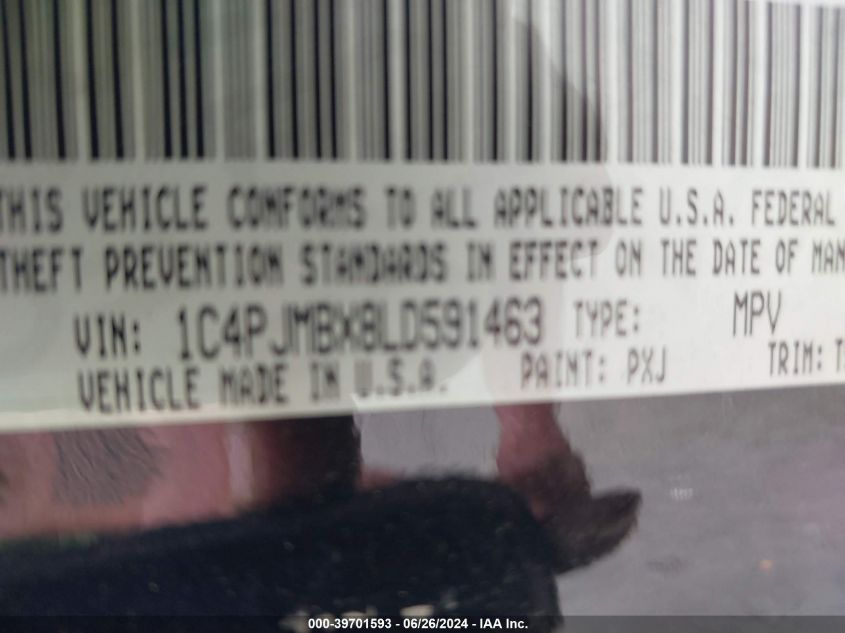 THIS VEHICLE CONFORMS TO ALL APPLICABLE U.S.A. FEDERAL
THEFT PREVENTION STANDARDS IN EFFECT ON THE DATE OF MAN
VIN: 1C4PJMBX8LD591463 TYPE: MPV
VEHICLE MADE IN U.S.A. PAINT: PXJ TRIM: T
000-39701593 / 06/26/2024 - IAA Inc.